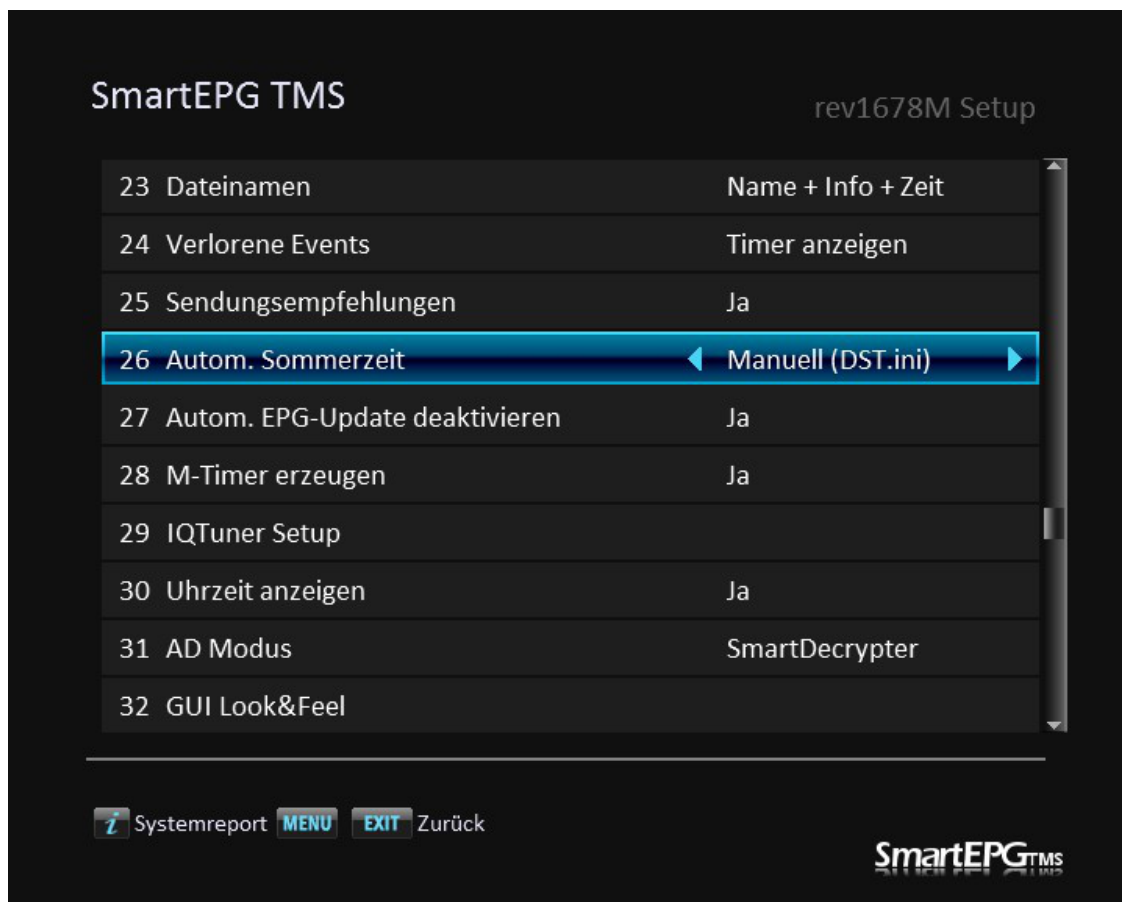 SmartEPG TMS
rev1678M Setup
23 Dateinamen Name + Info + Zeit
24 Verlorene Events Timer anzeigen
25 Sendungsempfehlungen Ja
26 Autom. Sommerzeit Manuell (DST.ini)
27 Autom. EPG-Update deaktivieren Ja
28 M-Timer erzeugen Ja
29 IQTuner Setup
30 Uhrzeit anzeigen Ja
31 AD Modus SmartDecrypter
32 GUI Look&Feel
i Systemreport MENU EXIT Zurück
SmartEPG TMS